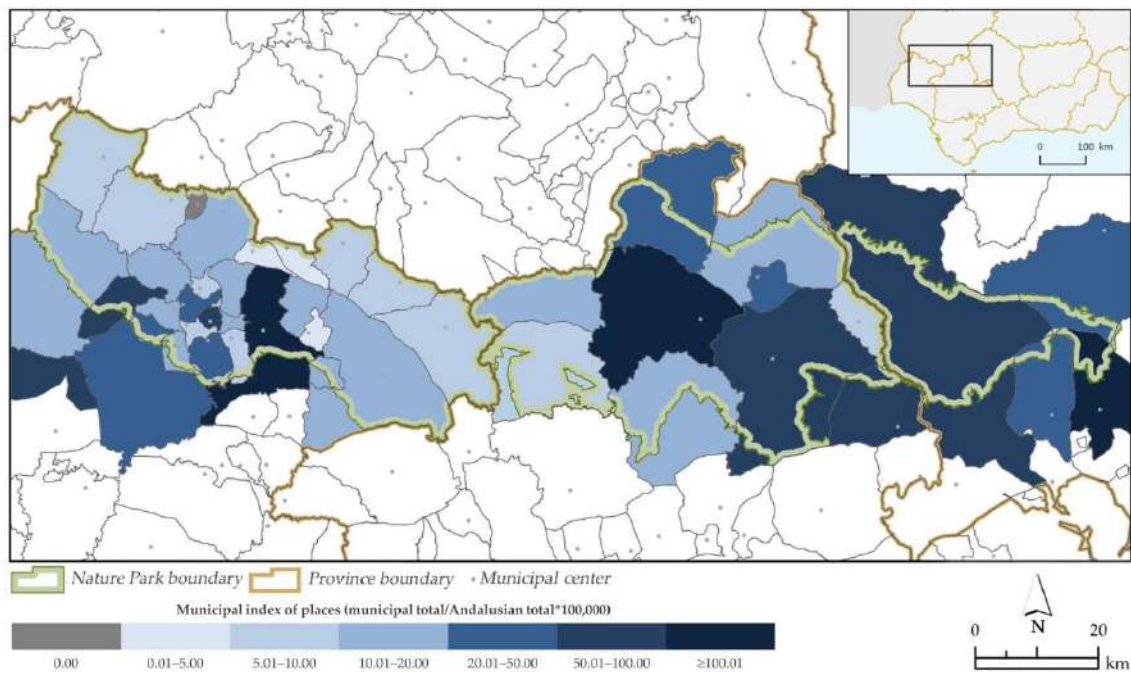 0 100 km
Nature Park boundary Province boundary Municipal center
Municipal index of places (municipal total/Andalusian total*100,000)
0.00 0.01–5.00 5.01–10.00 10.01–20.00 20.01–50.00 50.01–100.00 ≥100.01
N
0 20
km